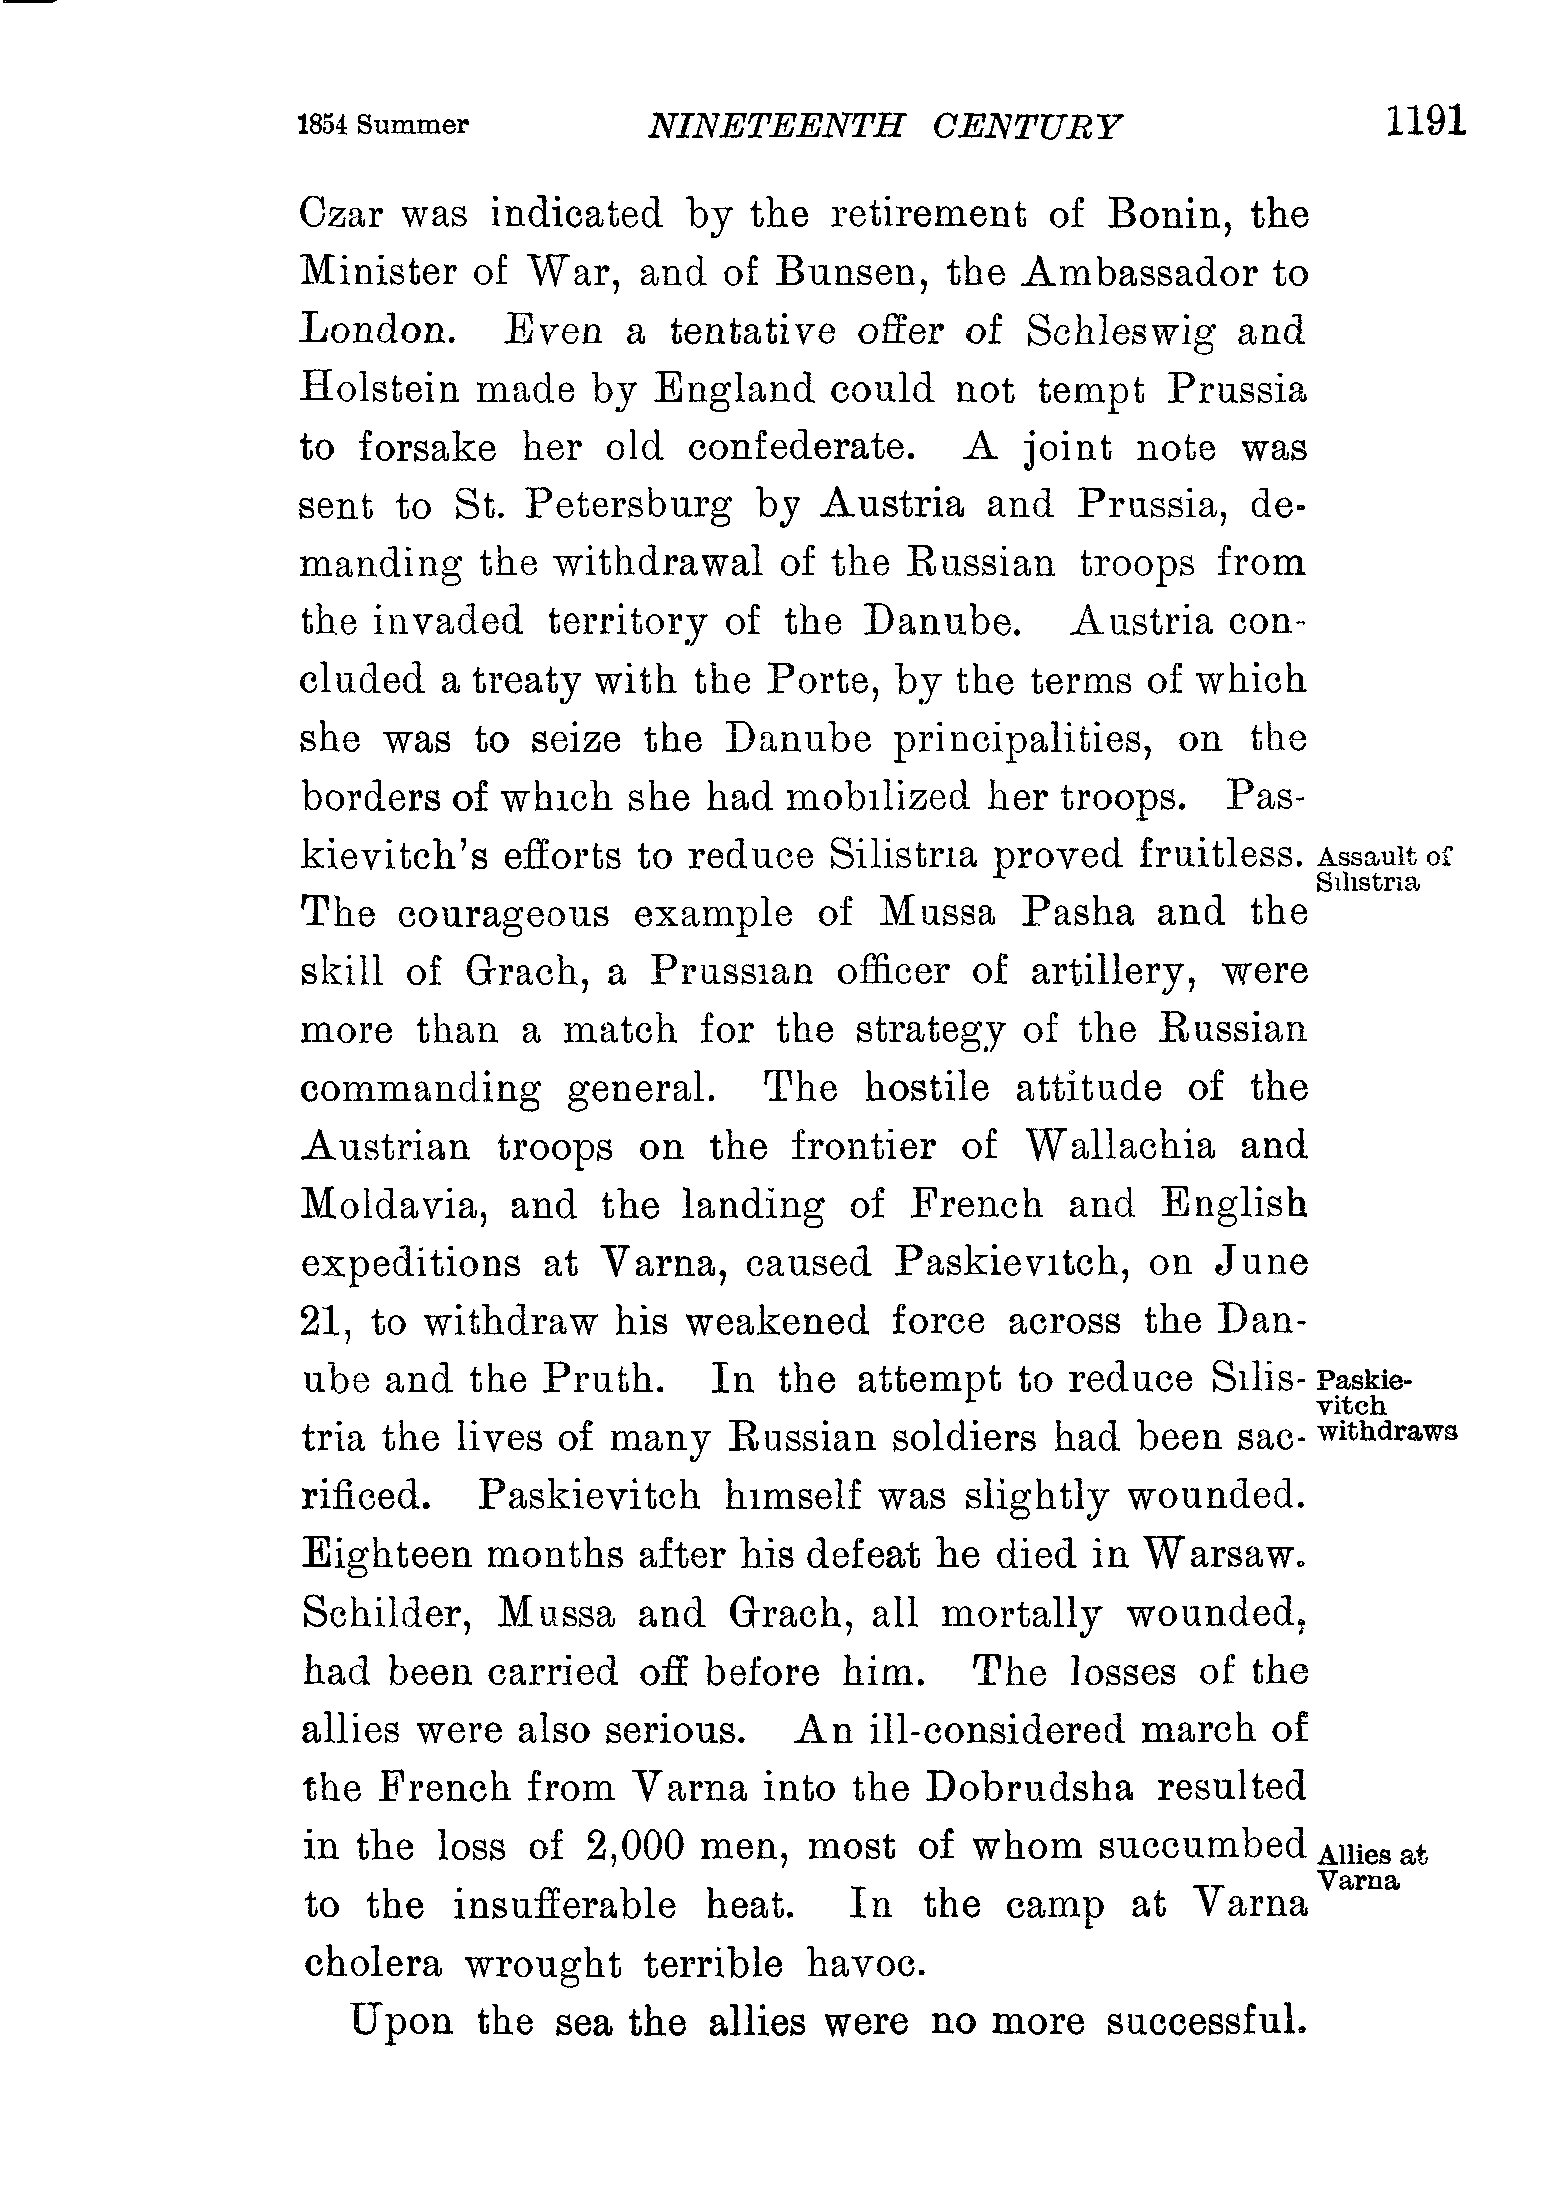 1854 Summer NINETEENTH CENTURY 1191
Czar was indicated by the retirement of Bonin, the
Minister of War, and of Bunsen, the Ambassador to
London. Even a tentative offer of Schleswig and
Holstein made by England could not tempt Prussia
to forsake her old confederate. A joint note was
sent to St. Petersburg by Austria and Prussia, de-
manding the withdrawal of the Russian troops from
the invaded territory of the Danube. Austria con-
cluded a treaty with the Porte, by the terms of which
she was to seize the Danube principalities, on the
borders of which she had mobilized her troops. Pas-
kievitch's efforts to reduce Silistria proved fruitless.
Assault of
Silistria
The courageous example of Mussa Pasha and the
skill of Grach, a Prussian officer of artillery, were
more than a match for the strategy of the Russian
commanding general. The hostile attitude of the
Austrian troops on the frontier of Wallachia and
Moldavia, and the landing of French and English
expeditions at Varna, caused Paskievitch, on June
21, to withdraw his weakened force across the Dan-
ube and the Pruth. In the attempt to reduce Silis-
Paskie-
vitch
withdraws
tria the lives of many Russian soldiers had been sac-
rificed. Paskievitch himself was slightly wounded.
Eighteen months after his defeat he died in Warsaw.
Schilder, Mussa and Grach, all mortally wounded,
had been carried off before him. The losses of the
allies were also serious. An ill-considered march of
the French from Varna into the Dobrudsha resulted
in the loss of 2,000 men, most of whom succumbed
Allies at
Varna
to the insufferable heat. In the camp at Varna
cholera wrought terrible havoc.
Upon the sea the allies were no more successful.